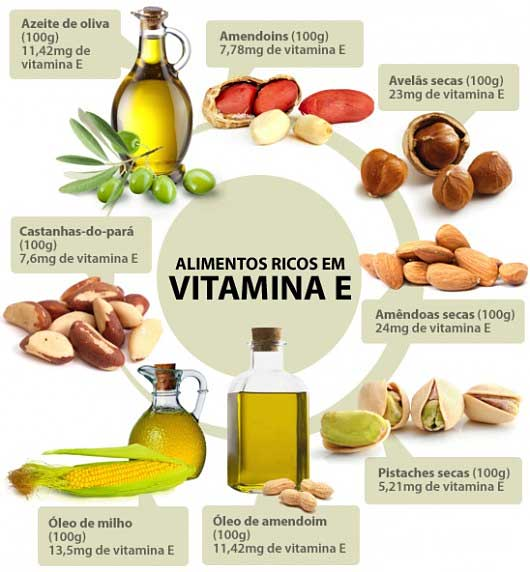 Azeite de oliva
(100g)
11,42mg de
vitamina E
Amendoins (100g)
7,78mg de vitamina E
Avelãs secas (100g)
23mg de vitamina E
Castanhas-do-pará
(100g)
7,6mg de vitamina E
ALIMENTOS RICOS EM
VITAMINA E
Amêndoas secas (100g)
24mg de vitamina E
Pistaches secas (100g)
5,21mg de vitamina E
Óleo de milho
(100g)
13,5mg de vitamina E
Óleo de amendoim
(100g)
11,42mg de vitamina E